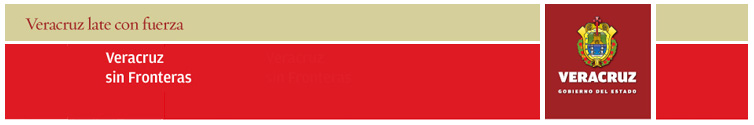 Veracruz late con fuerza
Veracruz
sin Fronteras
VERACRUZ
GOBIERNO DEL ESTADO